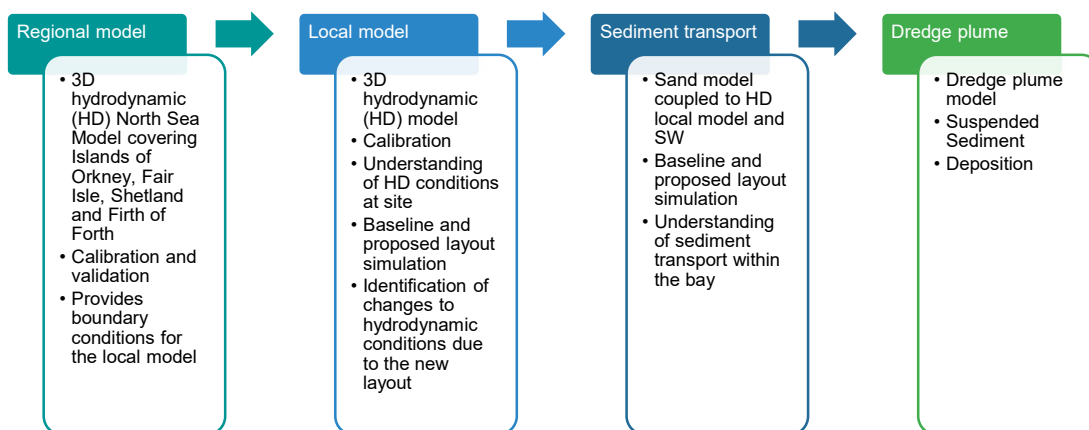 Regional model
• 3D
hydrodynamic
(HD) North Sea
Model covering
Islands of
Orkney, Fair
Isle, Shetland
and Firth of
Forth
• Calibration and
validation
• Provides
boundary
conditions for
the local model
Local model
• 3D
hydrodynamic
(HD) model
• Calibration
• Understanding
of HD conditions
at site
• Baseline and
proposed layout
simulation
• Identification of
changes to
hydrodynamic
conditions due
to the new
layout
Sediment transport
• Sand model
coupled to HD
local model and
SW
• Baseline and
proposed layout
simulation
• Understanding
of sediment
transport within
the bay
Dredge plume
• Dredge plume
model
• Suspended
Sediment
• Deposition